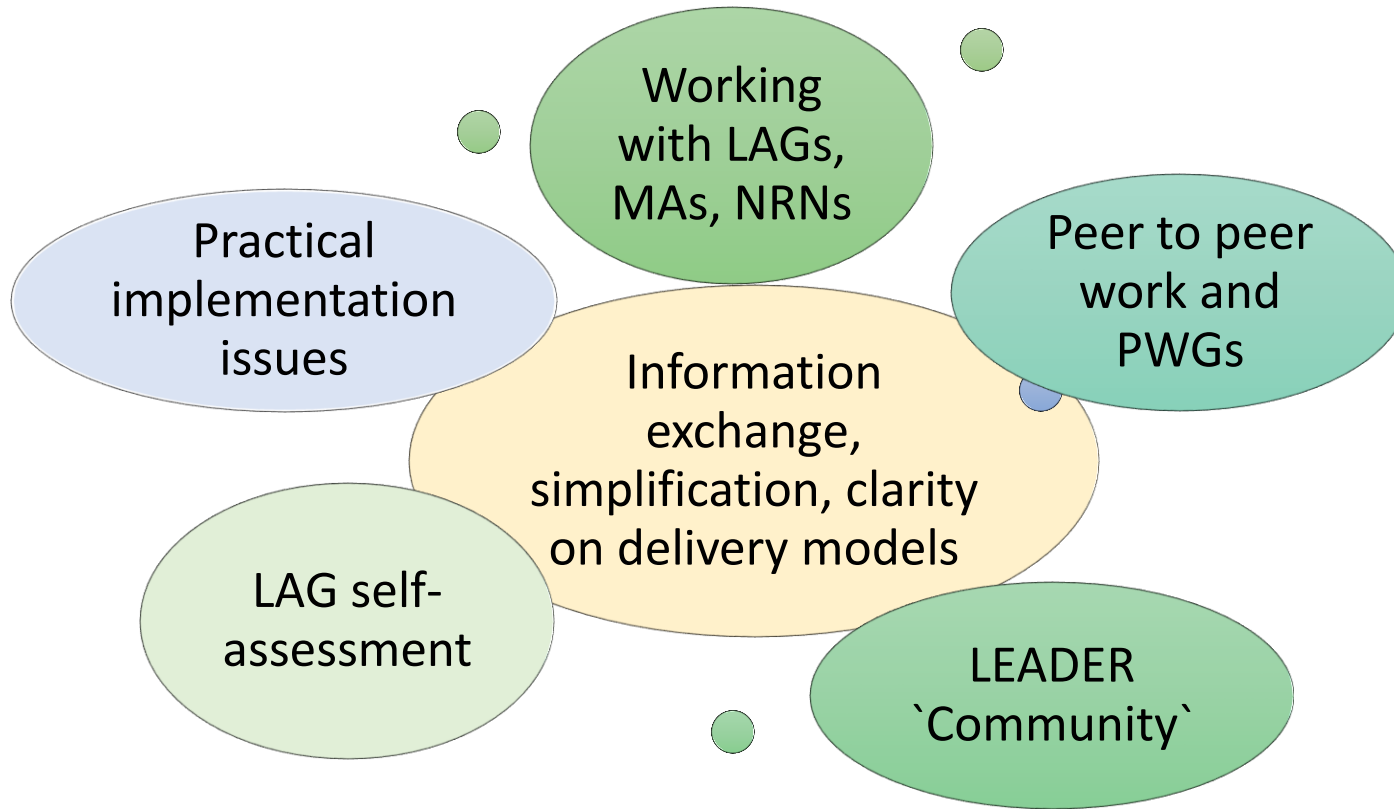 Working
with LAGs,
MAs, NRNs
Practical
implementation
issues
Peer to peer
work and
PWGs
Information
exchange,
simplification, clarity
on delivery models
LAG self-
assessment
LEADER
`Community`